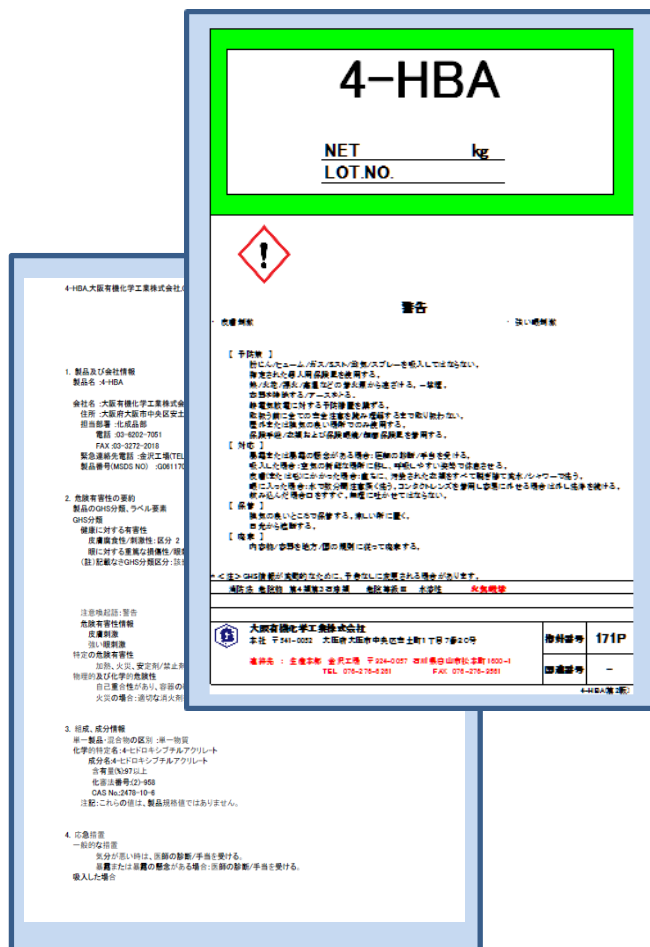 4-HBA
NET kg
LOT.NO.
警告
・ 皮膚刺激 ・ 強い眼刺激
【 予防策 】
粉じん/ヒューム/ガス/ミスト/蒸気/スプレーを吸入してはならない。
指定された個人用保護具を使用する。
熱/火花/裸火/高温などの着火源から遠ざける。-禁煙。
容器を接地する/アースをとる。
静電気放電に対する予防措置を講ずる。
取扱う前に全ての安全注意を読み理解するまで取り扱わない。
屋外または換気の良い場所でのみ使用する。
保護手袋/衣類および保護眼鏡/顔面保護具を着用する。
【 対応 】
暴露または暴露の懸念がある場合:医師の診断/手当を受ける。
吸入した場合:空気の新鮮な場所に移し、呼吸しやすい姿勢で休息させる。
皮膚(または毛)にかかった場合:直ちに、汚染された衣類をすべて脱ぎ捨て流水/シャワーで洗う。
眼に入った場合:水で数分間注意深く洗う。コンタクトレンズを着用し容易に外せる場合は外し洗浄を続ける。
飲み込んだ場合口をすすぐ。無理に吐かせてはならない。
【 保管 】
換気の良いところで保管する。涼しい所に置く。
日光から遮断する。
【 廃棄 】
内容物/容器を地方/国の規則に従って廃棄する。
*<注>GHS情報が流動的なために、予告なしに変更される場合があります。
消防法 危険物 第4類第3石油類 危険等級Ⅲ 水溶性 火気厳禁
大阪有機化学工業株式会社
本社 〒541-0052 大阪府大阪市中央区安土町1丁目7番20号
連絡先 : 生産本部 金沢工場 〒924-0057 石川県白山市松本町1600-1
TEL 076-276-6261 FAX 076-276-3561
指針番号 171P
国連番号 -
4-HBA(第2版)
4-HBA,大阪有機化学工業株式会社,
1. 製品及び会社情報
製品名 :4-HBA
会社名 :大阪有機化学工業株式会
住所 :大阪府大阪市中央区安土
担当部署 :化成品部
電話 :03-6202-7051
FAX :03-3272-2018
緊急連絡先電話 :金沢工場(TEL
製品番号(MSDS NO) :G06117
2. 危険有害性の要約
製品のGHS分類、ラベル要素
GHS分類
健康に対する有害性
皮膚腐食性/刺激性:区分 2
眼に対する重篤な損傷性/眼
(註)記載なきGHS分類区分:該
注意喚起語:警告
危険有害性情報
皮膚刺激
強い眼刺激
特定の危険有害性
加熱、火災、安定剤/禁止
物理的及び化学的危険性
自己重合性があり、容器の
火災の場合:適切な消火剤
3. 組成、成分情報
単一製品・混合物の区別 :単一物質
化学的特定名:4-ヒドロキシブチルアクリレート
成分名:4-ヒドロキシブチルアクリレート
含有量(%):97以上
化審法番号:(2)-958
CAS No.:2478-10-6
注記:これらの値は、製品規格値ではありません。
4. 応急措置
一般的な措置
気分が悪い時は、医師の診断/手当を受ける。
暴露または暴露の懸念がある場合:医師の診断/手当を受ける。
吸入した場合